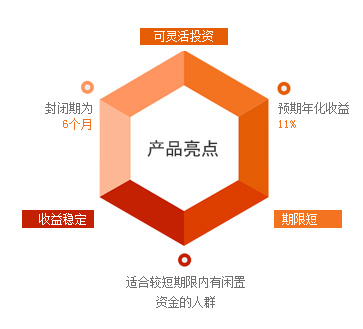 可灵活投资
封闭期为
6个月
预期年化收益
11%
产品亮点
收益稳定
期限短
适合较短期限内有闲置
资金的人群